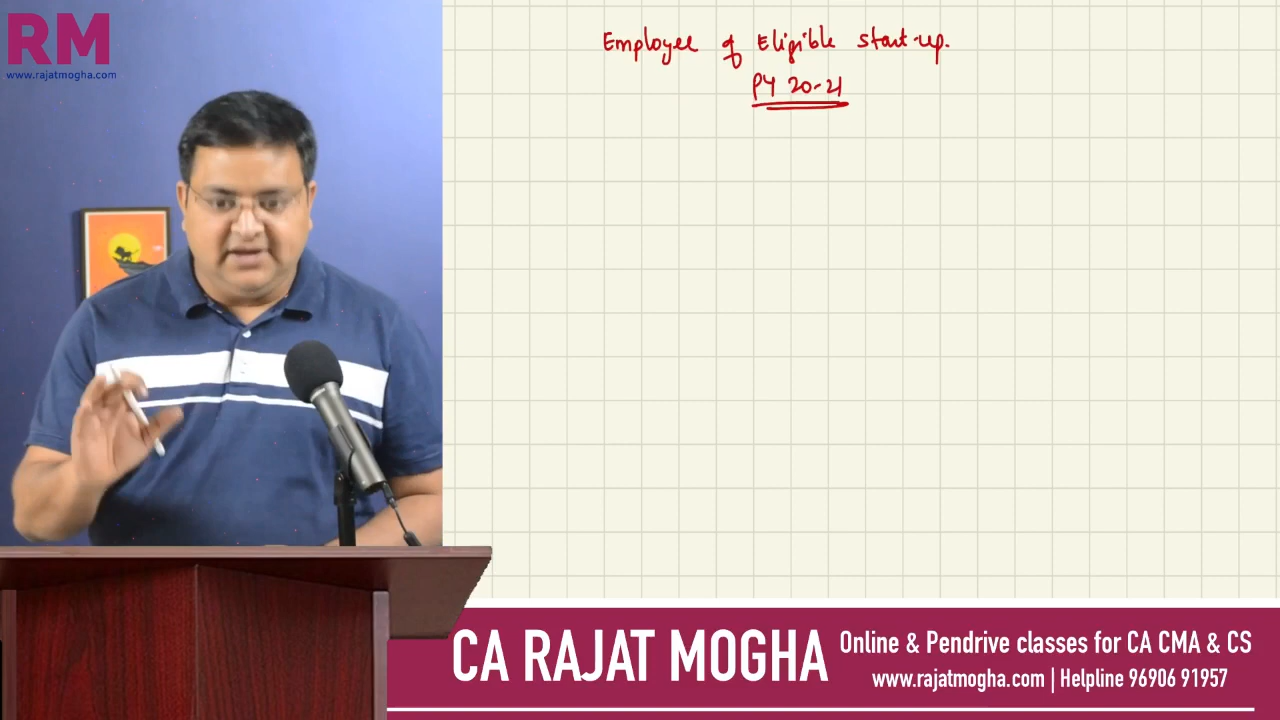 RM
www.rajatmogha.com
Employee of Eligible start-up.
PY 20-21
CA RAJAT MOGHA
Online & Pendrive classes for CA CMA & CS
www.rajatmogha.com | Helpline 96906 91957